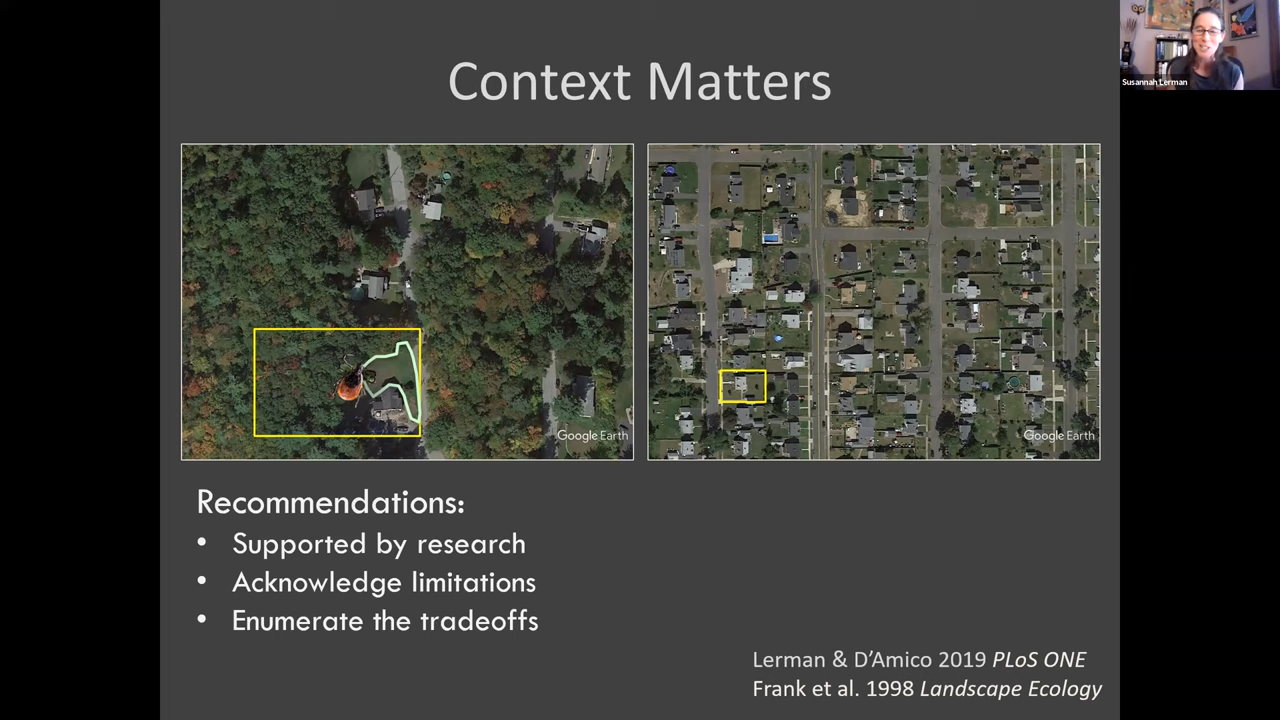 Context Matters
Susannah Lerman
Google Earth
Google Earth
Recommendations:
• Supported by research
• Acknowledge limitations
• Enumerate the tradeoffs
Lerman & D’Amico 2019 PLoS ONE
Frank et al. 1998 Landscape Ecology